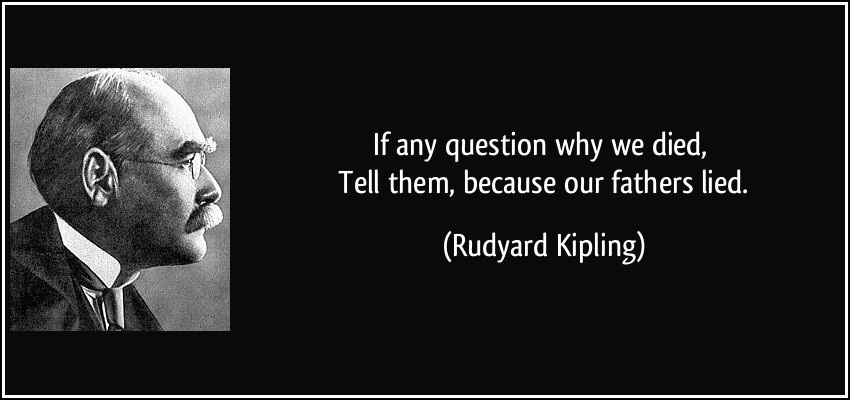 If any question why we died,
Tell them, because our fathers lied.
(Rudyard Kipling)